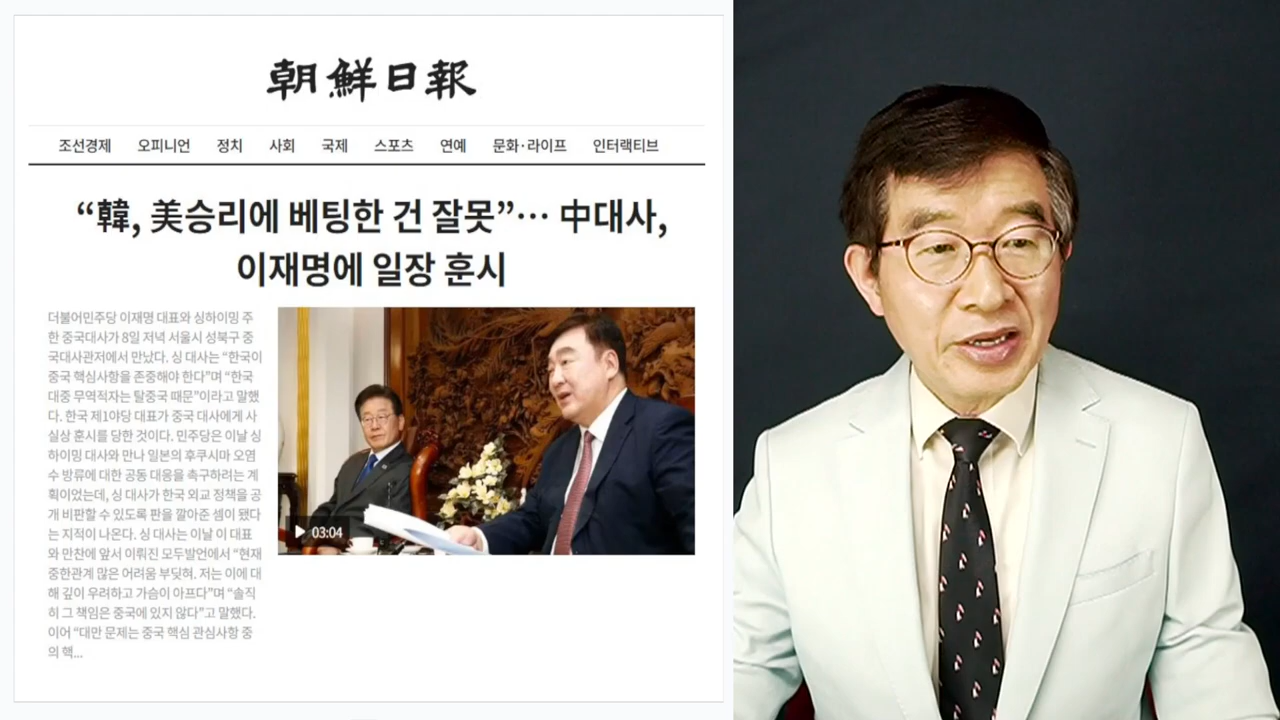 朝鮮日報
조선경제 오피니언 정치 사회 국제 스포츠 연예 문화·라이프 인터랙티브
“韓, 美승리에 베팅한 건 잘못”… 中대사,
이재명에 일장 훈시
더불어민주당 이재명 대표와 싱하이밍 주
한 중국대사가 8일 저녁 서울시 성북구 중
국대사관저에서 만났다. 싱 대사는 “한국이
중국 핵심사항을 존중해야 한다”며 “한국
대중 무역적자는 탈중국 때문”이라고 말했
다. 한국 제1야당 대표가 중국 대사에게 사
실상 훈시를 당한 것이다. 민주당은 이날 싱
하이밍 대사와 만나 일본의 후쿠시마 오염
수 방류에 대한 공동 대응을 촉구하려는 계
획이었는데, 싱 대사가 한국 외교 정책을 공
개 비판할 수 있도록 판을 깔아준 셈이 됐다
는 지적이 나온다. 싱 대사는 이날 이 대표
와 만찬에 앞서 이뤄진 모두발언에서 “현재
중한관계 많은 어려움 부딪혀. 저는 이에 대
해 깊이 우려하고 가슴이 아프다”며 “솔직
히 그 책임은 중국에 있지 않다”고 말했다.
이어 “대만 문제는 중국 핵심 관심사항 중
의 핵...
03:04